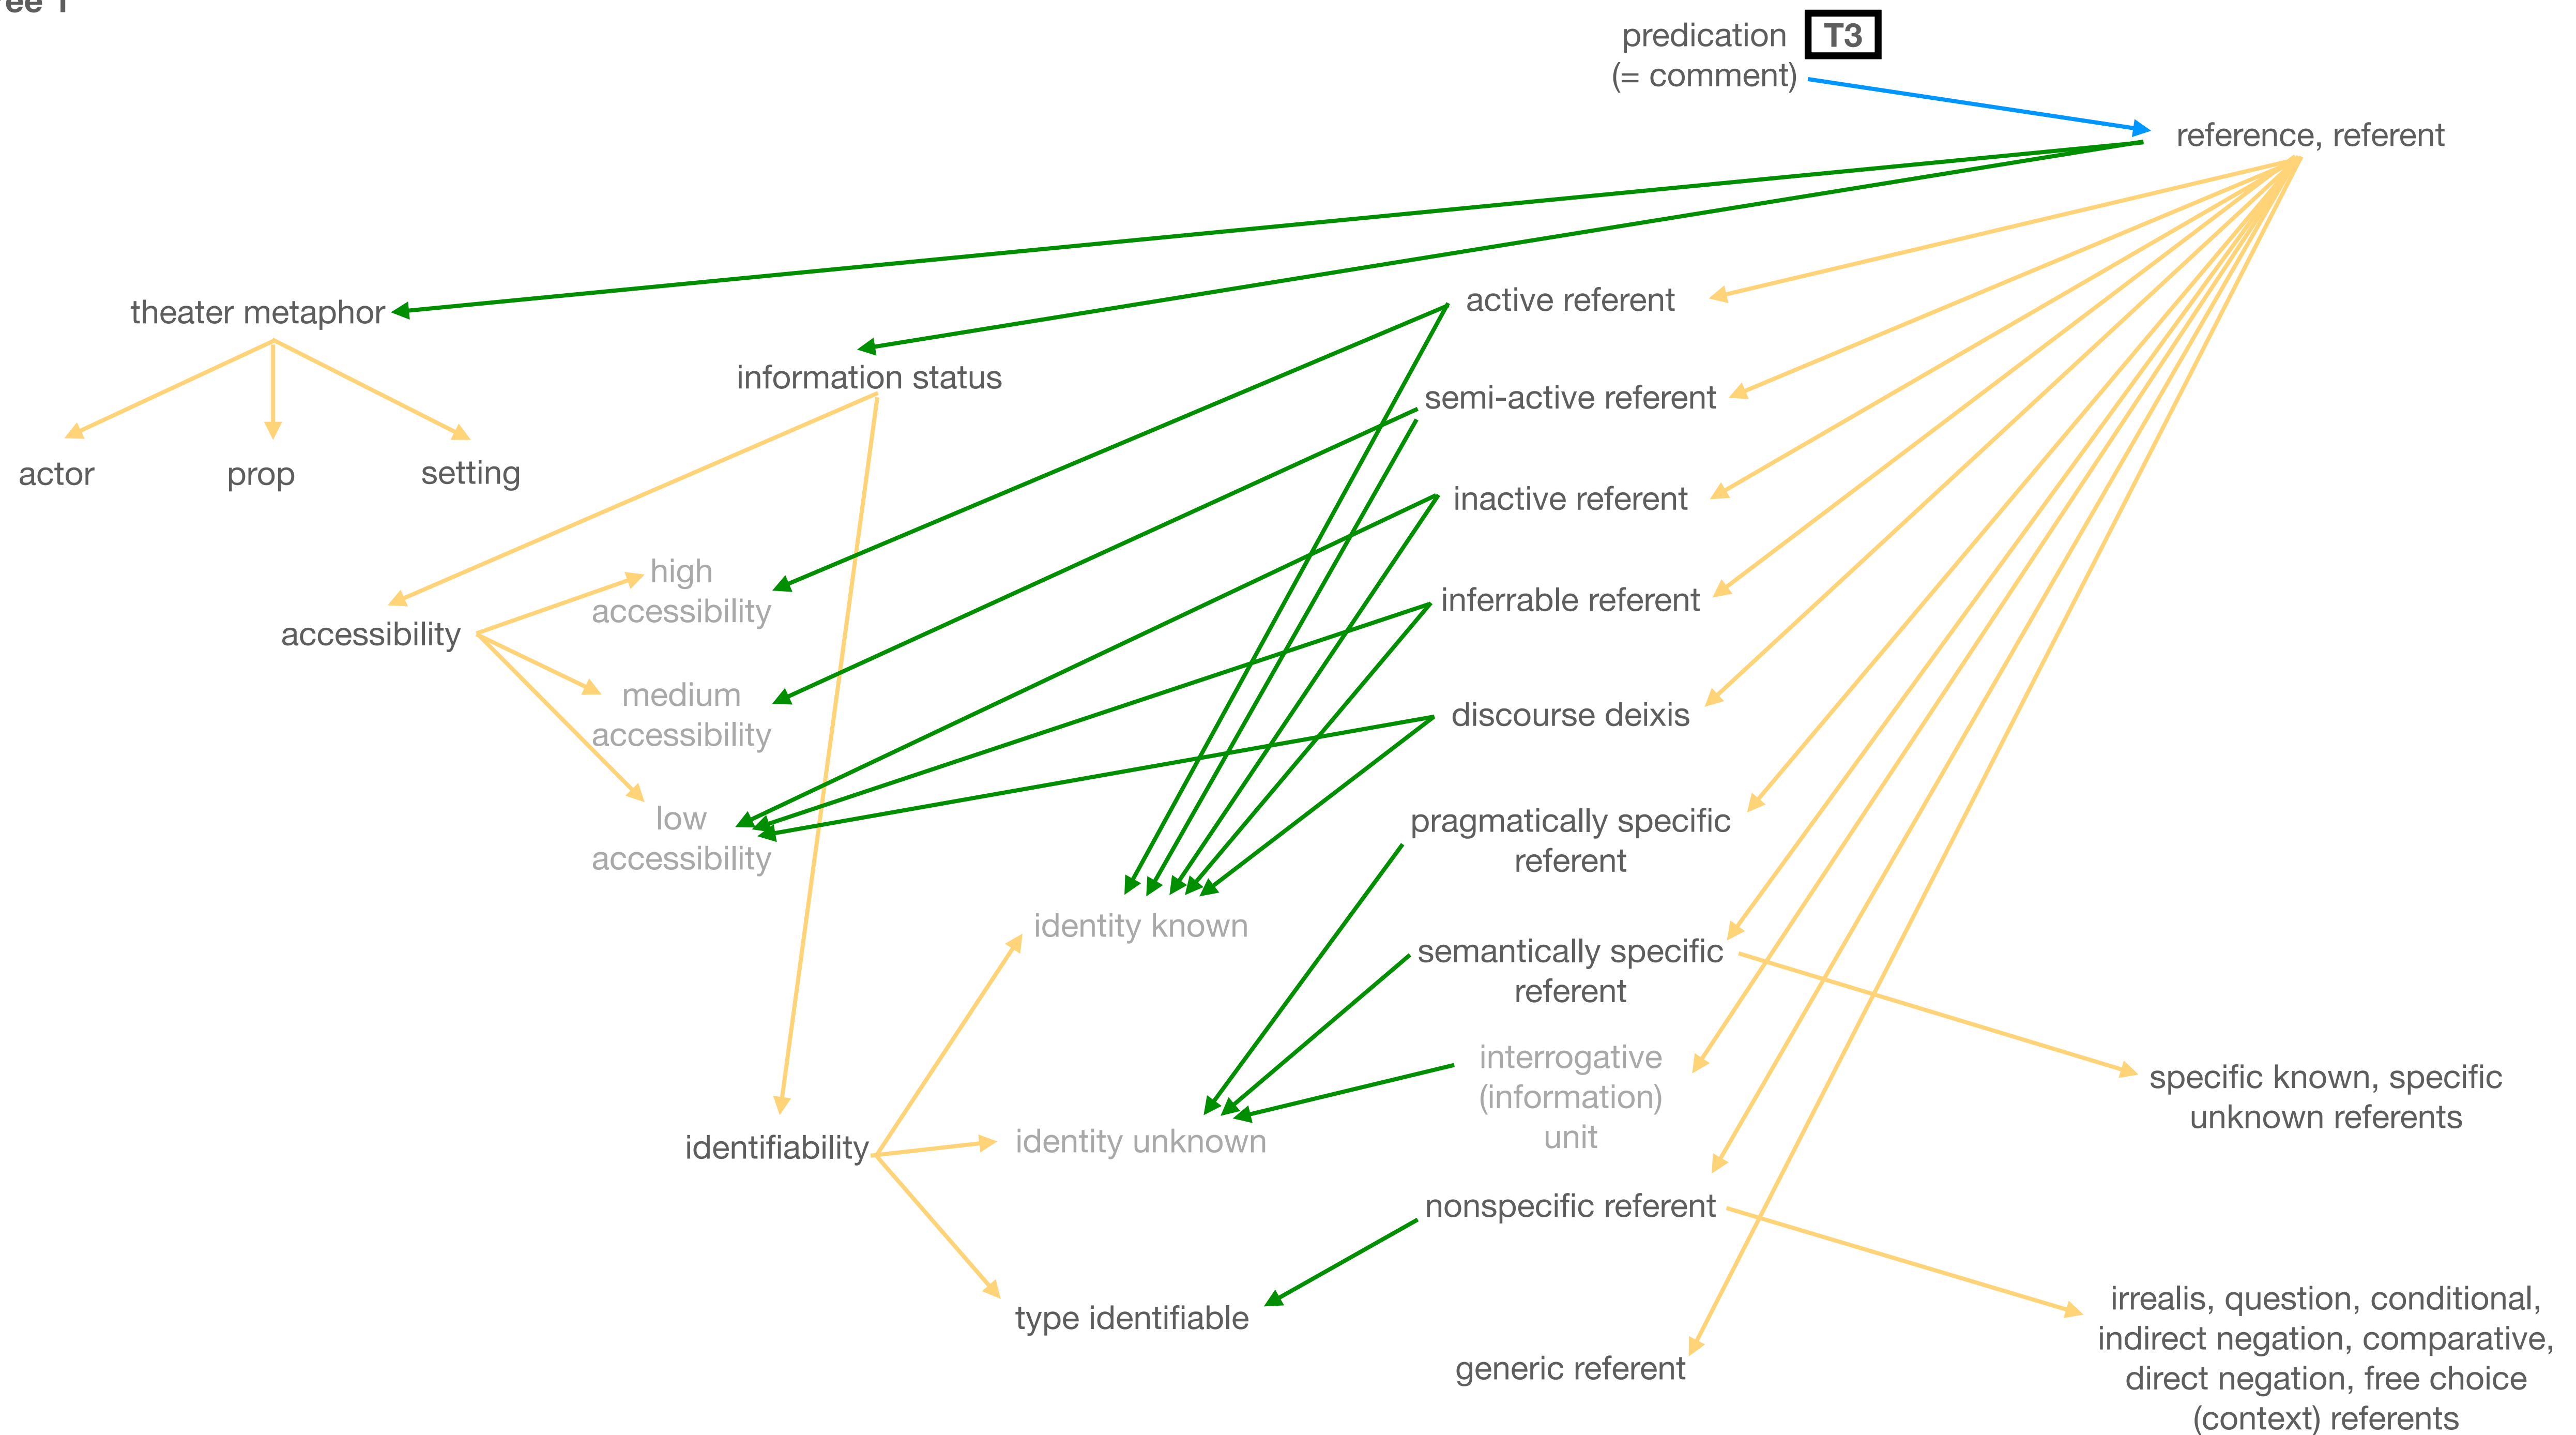 predication T3
(= comment)
reference, referent
theater metaphor
active referent
information status
semi-active referent
actor
prop
setting
inactive referent
high
accessibility
inferrable referent
accessibility
medium
accessibility
discourse deixis
low
accessibility
pragmatically specific
referent
identity known
semantically specific
referent
interrogative
(information)
unit
specific known, specific
unknown referents
identifiability
identity unknown
nonspecific referent
type identifiable
generic referent
irrealis, question, conditional,
indirect negation, comparative,
direct negation, free choice
(context) referents